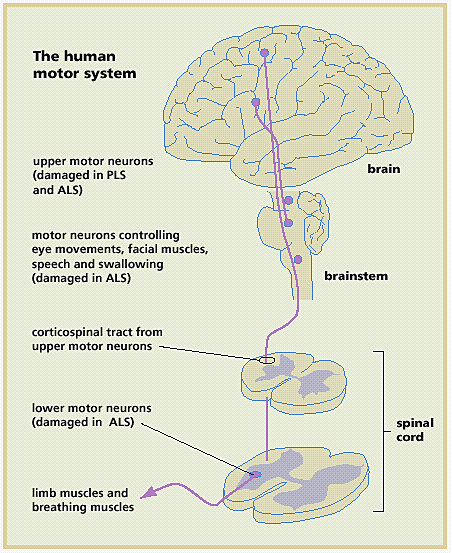 The human
motor system
upper motor neurons
(damaged in PLS
and ALS)
brain
motor neurons controlling
eye movements, facial muscles,
speech and swallowing
(damaged in ALS)
brainstem
corticospinal tract from
upper motor neurons
lower motor neurons
(damaged in ALS)
spinal
cord
limb muscles and
breathing muscles